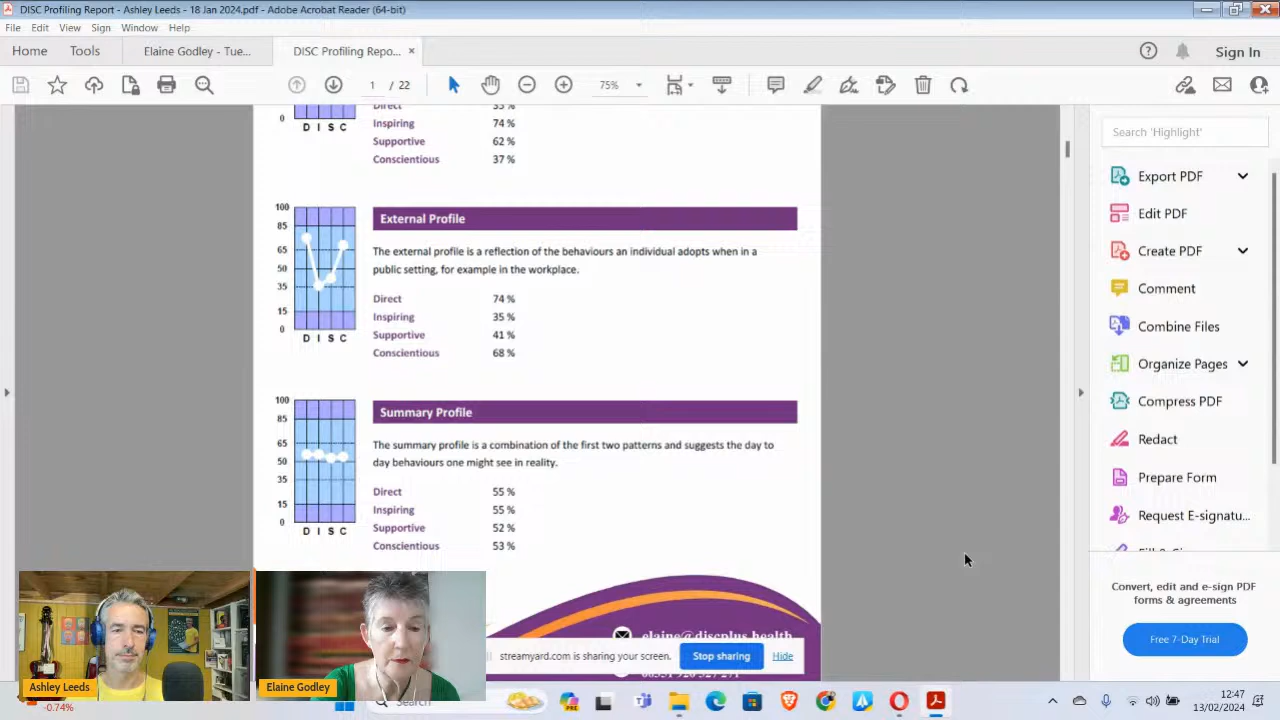 DISC Profiling Report - Ashley Leeds - 18 Jan 2024.pdf - Adobe Acrobat Reader (64-bit)
File Edit View Sign Window Help
Home Tools Elaine Godley - Tue... DISC Profiling Repo... ×
Sign In
1 / 22 75%
Direct 35 %
Inspiring 74 %
Supportive 62 %
Conscientious 37 %
0
D I S C
External Profile
The external profile is a reflection of the behaviours an individual adopts when in a
public setting, for example in the workplace.
Direct 74 %
Inspiring 35 %
Supportive 41 %
Conscientious 68 %
100
85
65
50
35
15
0
D I S C
Summary Profile
The summary profile is a combination of the first two patterns and suggests the day to
day behaviours one might see in reality.
Direct 55 %
Inspiring 55 %
Supportive 52 %
Conscientious 53 %
100
85
65
50
35
15
0
D I S C
elaine@discplus.health
streamyard.com is sharing your screen. Stop sharing Hide
Search 'Highlight'
Export PDF
Edit PDF
Create PDF
Comment
Combine Files
Organize Pages
Compress PDF
Redact
Prepare Form
Request E-signatu...
Convert, edit and e-sign PDF
forms & agreements
Free 7-Day Trial
Ashley Leeds
Elaine Godley
-0.74%
Search
12:47
13/02/2024